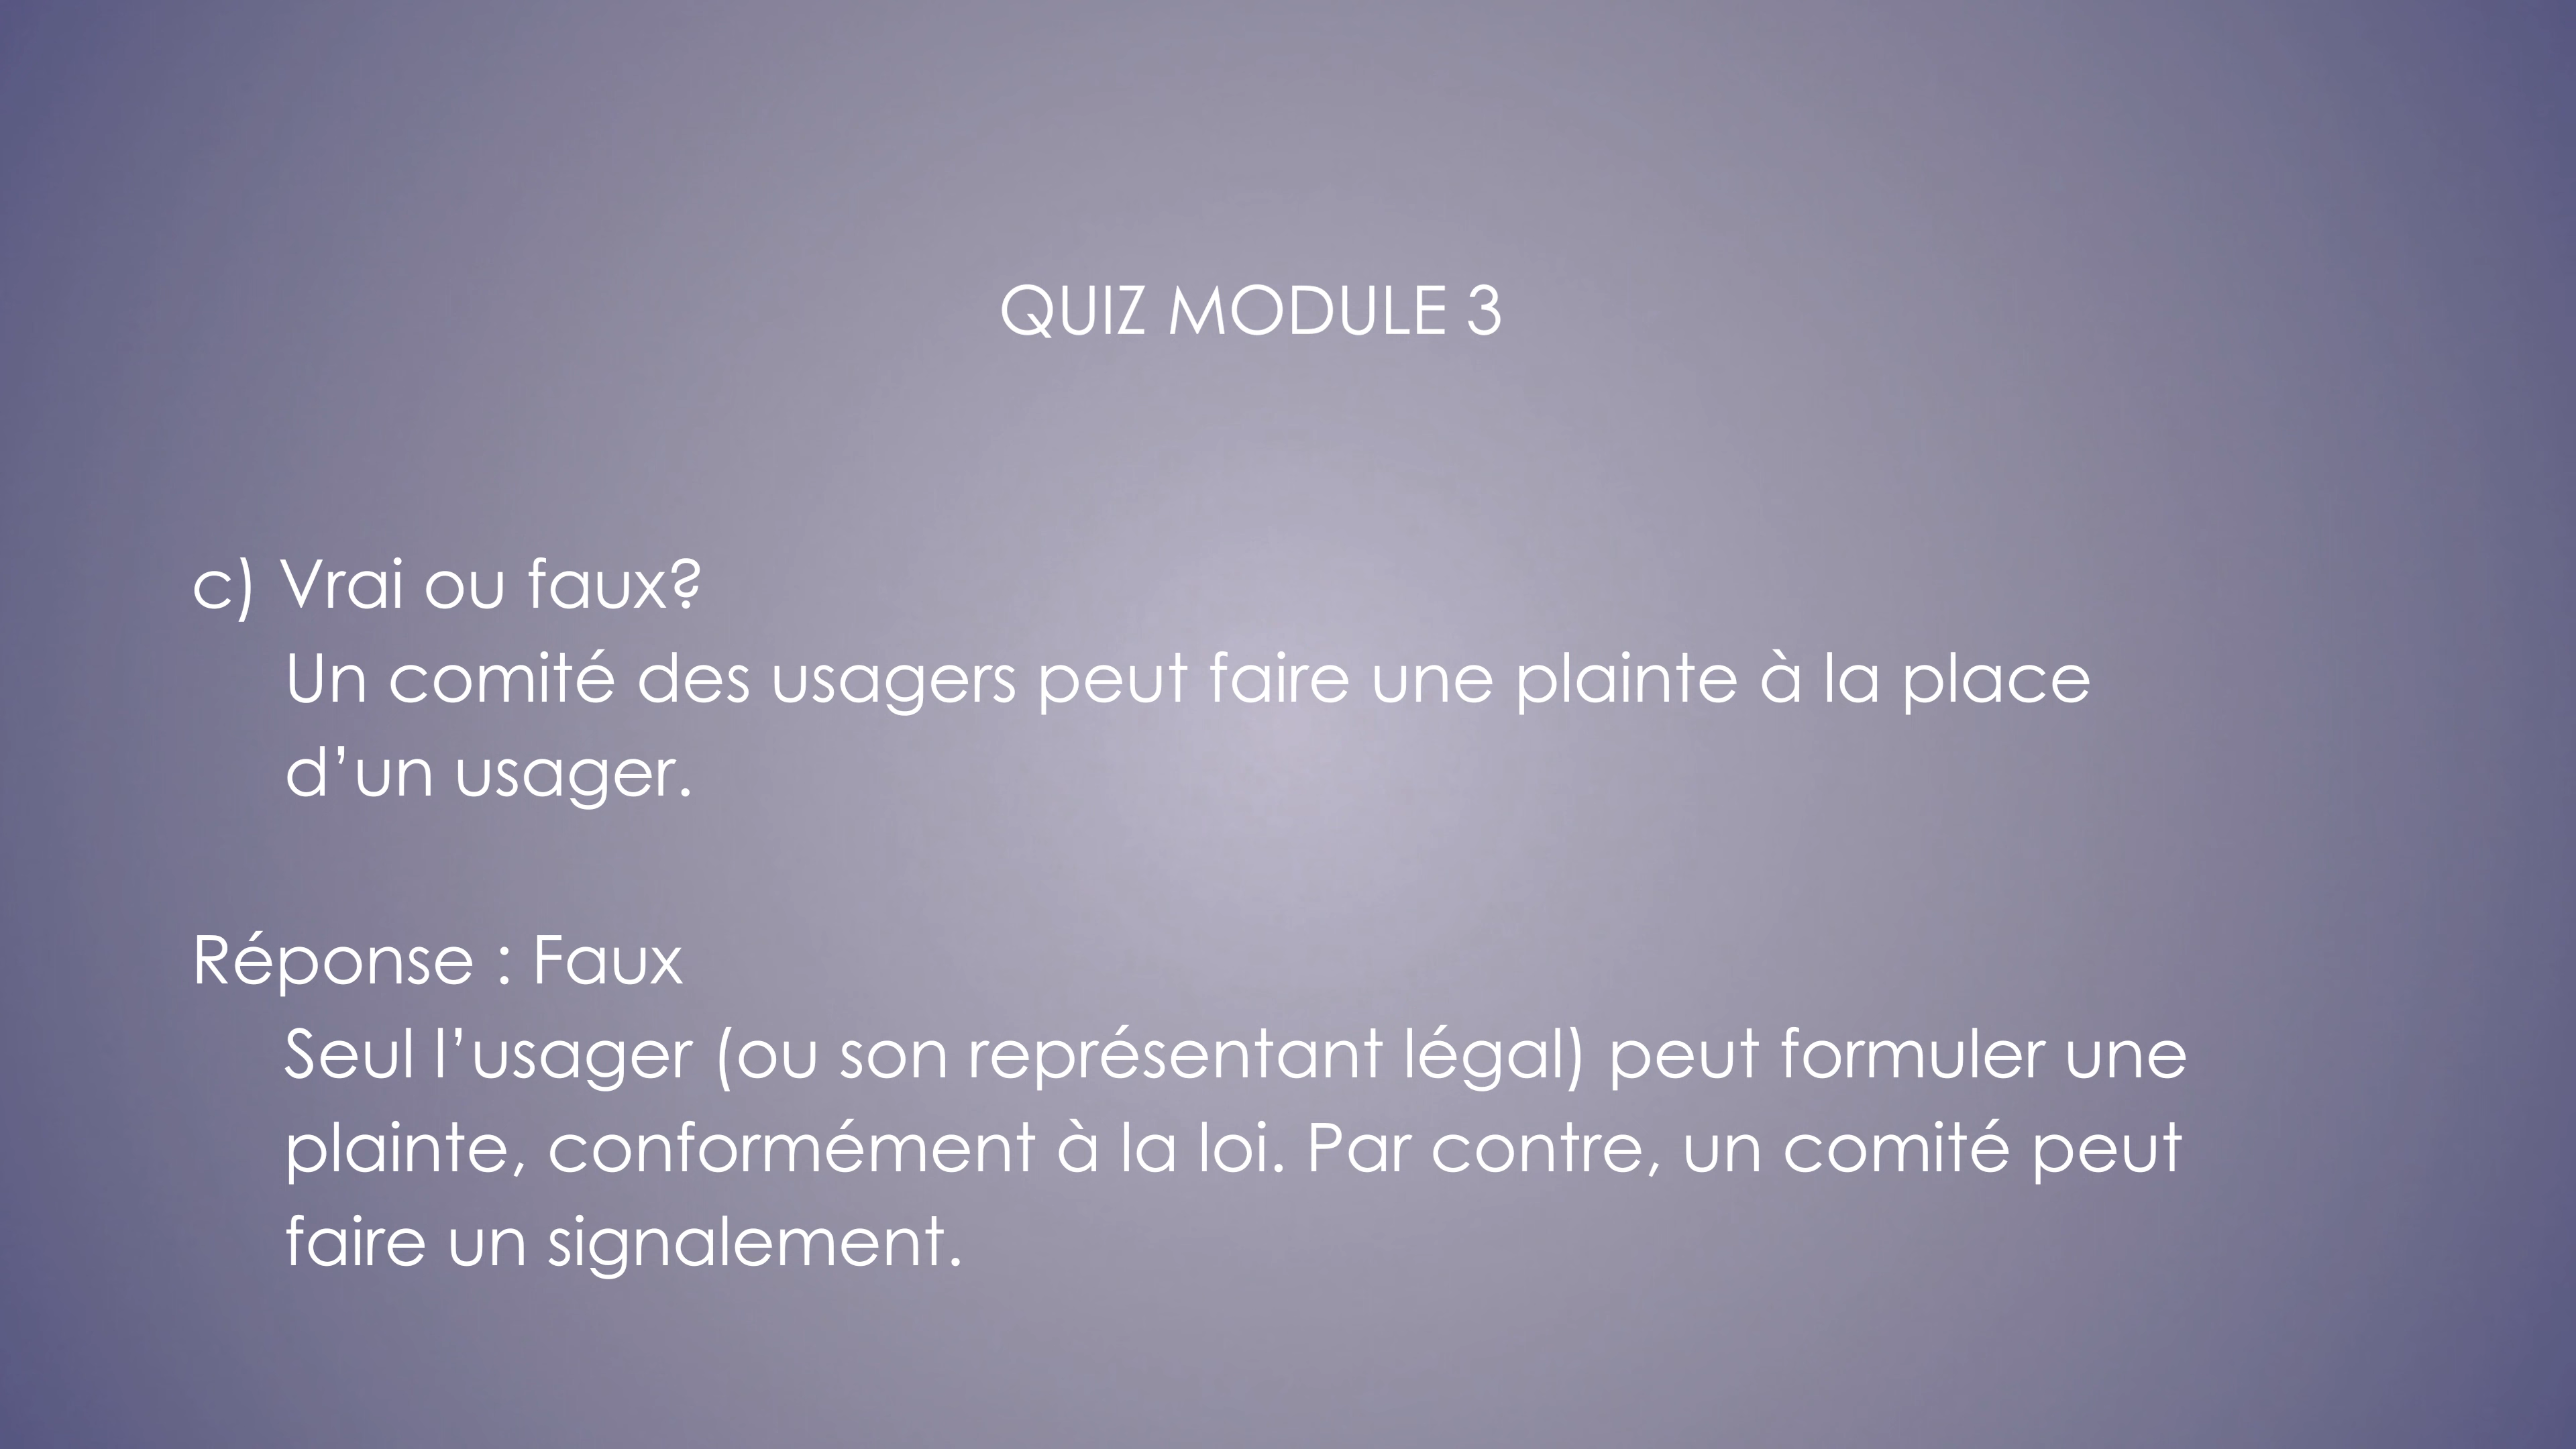 QUIZ MODULE 3
c) Vrai ou faux?
Un comité des usagers peut faire une plainte à la place
d’un usager.
Réponse : Faux
Seul l’usager (ou son représentant légal) peut formuler une
plainte, conformément à la loi. Par contre, un comité peut
faire un signalement.